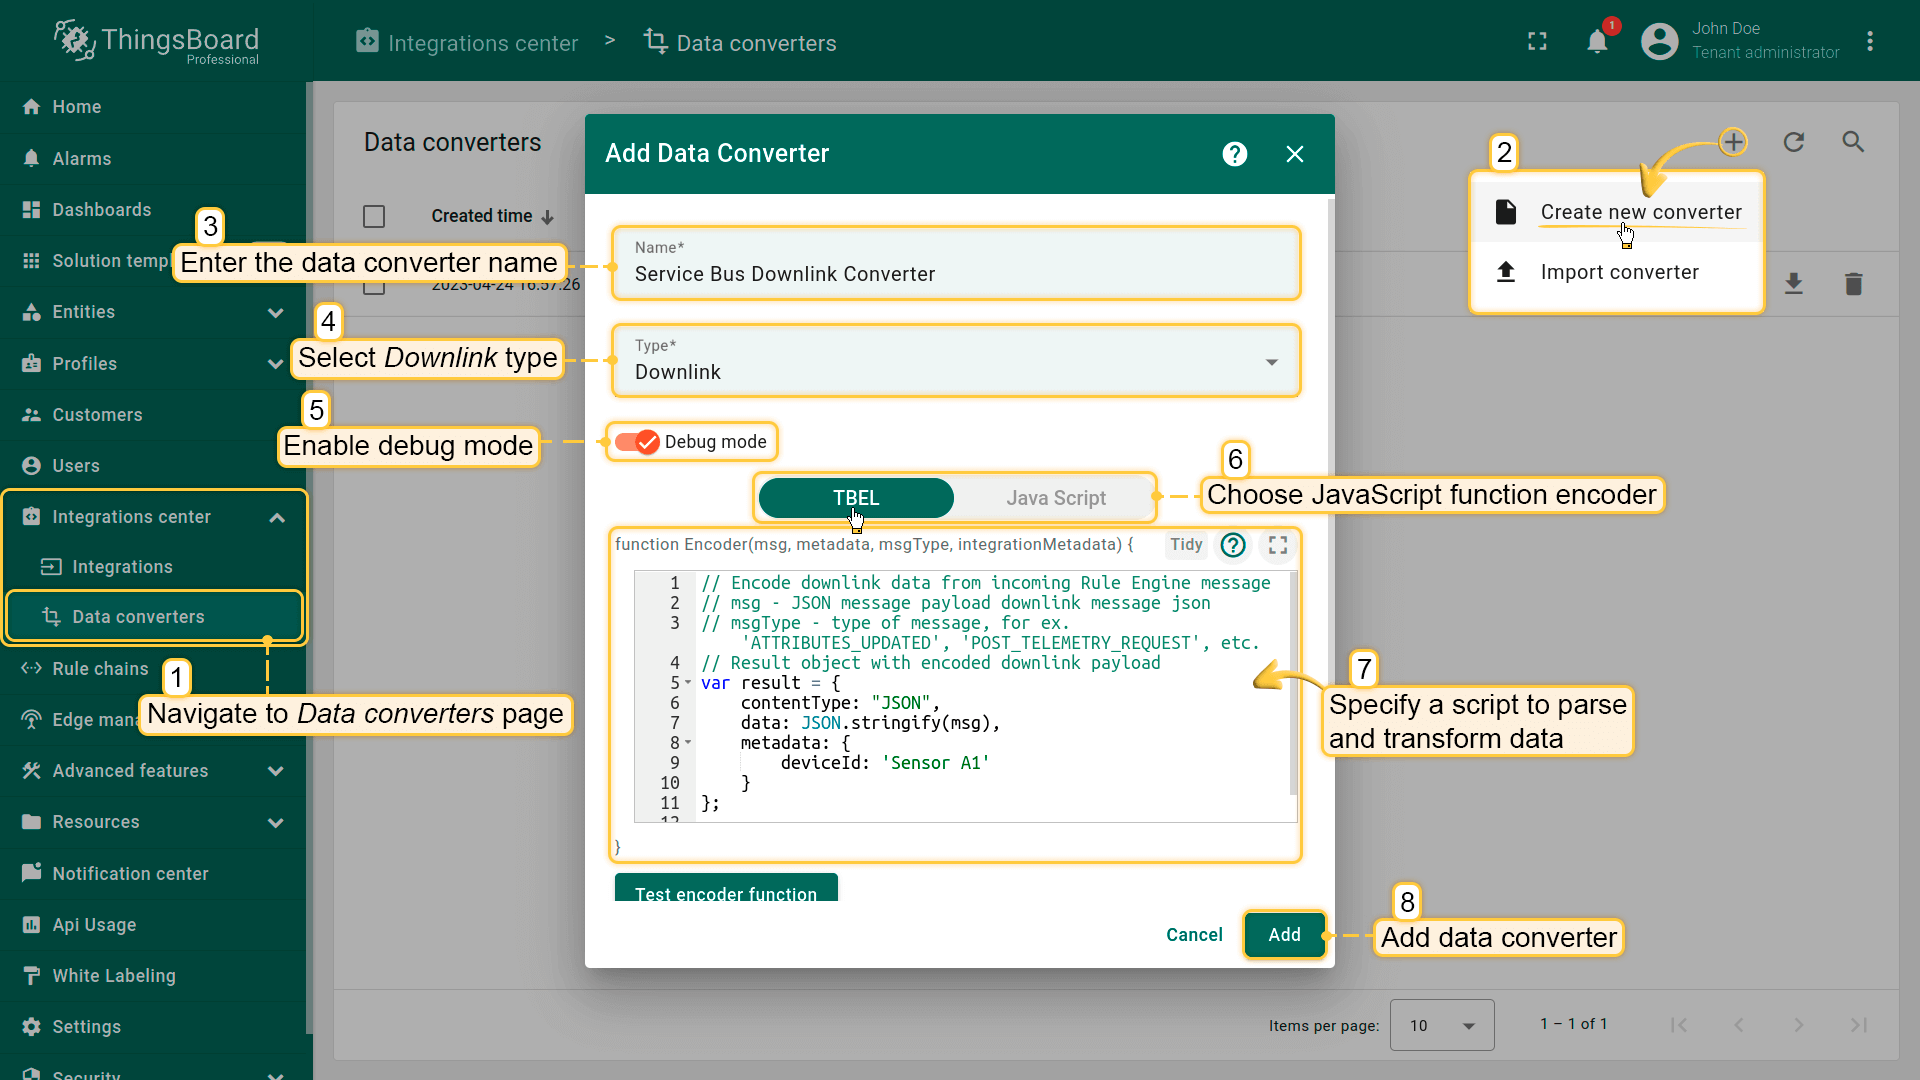 ThingsBoard
Professional
Integrations center > Data converters
1
John Doe
Tenant administrator
Home
Alarms
Dashboards
Solution templ
Entities
Profiles
Customers
Users
Integrations center
Integrations
Data converters
Rule chains
Edge mana
Advanced features
Resources
Notification center
Api Usage
White Labeling
Settings
Security
Data converters
Created time
2023-04-24 16:57:26
1
Navigate to Data converters page
2
Create new converter
Import converter
3
Enter the data converter name
4
Select Downlink type
5
Enable debug mode
6
Choose JavaScript function encoder
7
Specify a script to parse
and transform data
8
Add data converter
Add Data Converter
Name*
Service Bus Downlink Converter
Type*
Downlink
Debug mode
TBEL
Java Script
function Encoder(msg, metadata, msgType, integrationMetadata) {
Tidy
1 // Encode downlink data from incoming Rule Engine message
2 // msg - JSON message payload downlink message json
3 // msgType - type of message, for ex.
'ATTRIBUTES_UPDATED', 'POST_TELEMETRY_REQUEST', etc.
4 // Result object with encoded downlink payload
5 var result = {
6 contentType: "JSON",
7 data: JSON.stringify(msg),
8 metadata: {
9 deviceId: 'Sensor A1'
10 }
11 };
12
}
Test encoder function
Cancel
Add
Items per page:
10
1 – 1 of 1